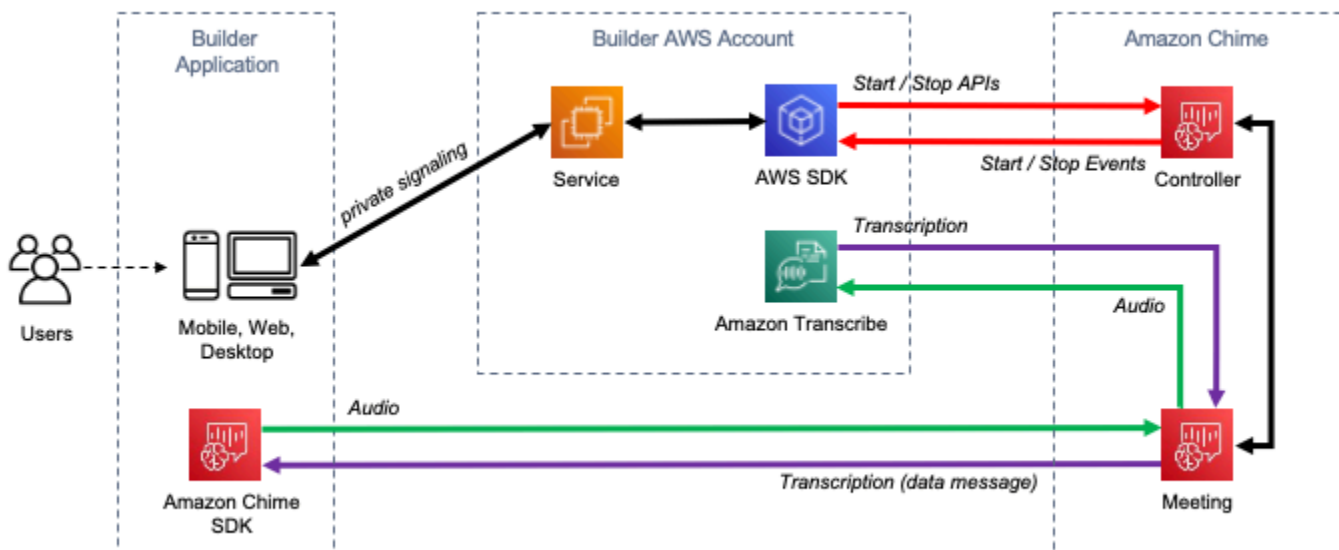 Builder
Application
Builder AWS Account
Amazon Chime
Start / Stop APIs
private signaling
Service
AWS SDK
Start / Stop Events
Controller
Transcription
Users
Mobile, Web,
Desktop
Amazon Transcribe
Audio
Audio
Amazon Chime
SDK
Transcription (data message)
Meeting